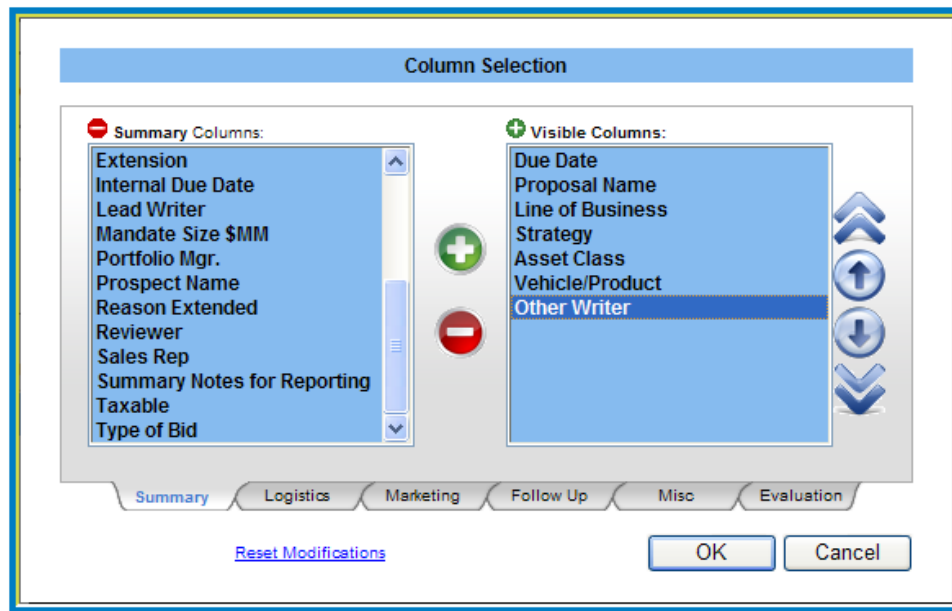 Column Selection
Summary Columns:
Extension
Internal Due Date
Lead Writer
Mandate Size $MM
Portfolio Mgr.
Prospect Name
Reason Extended
Reviewer
Sales Rep
Summary Notes for Reporting
Taxable
Type of Bid
Visible Columns:
Due Date
Proposal Name
Line of Business
Strategy
Asset Class
Vehicle/Product
Other Writer
Summary
Logistics
Marketing
Follow Up
Misc
Evaluation
Reset Modifications
OK
Cancel